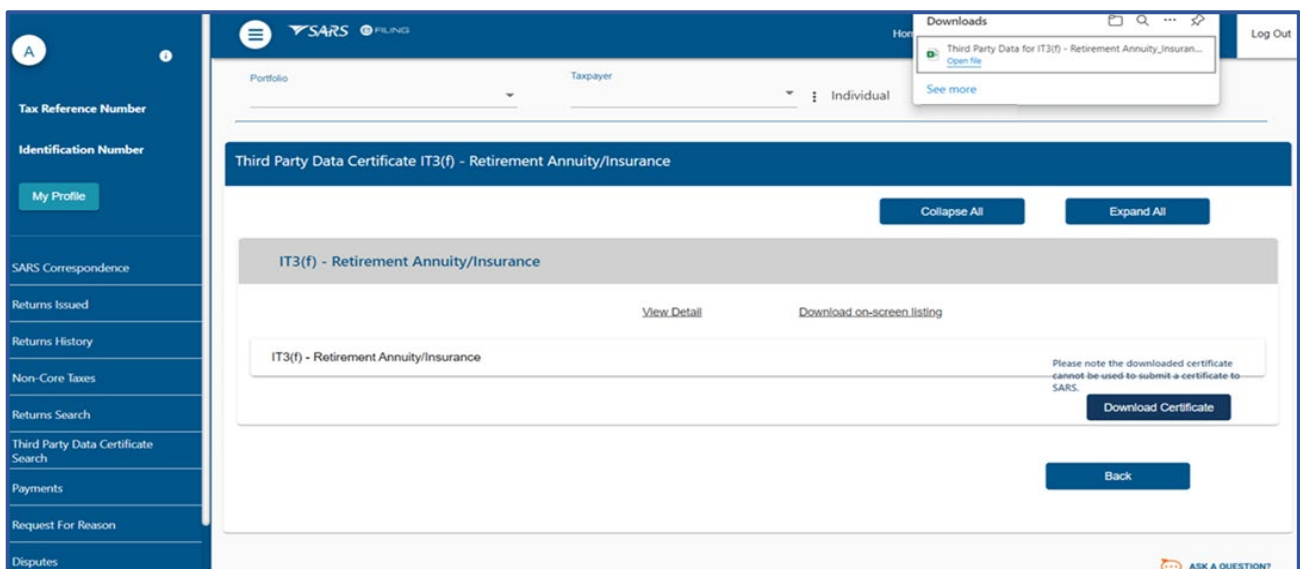 A
Tax Reference Number
Identification Number
My Profile
SARS Correspondence
Returns Issued
Returns History
Non-Core Taxes
Returns Search
Third Party Data Certificate
Search
Payments
Request For Reason
Disputes
SARS eFILING
Downloads
Third Party Data for IT3(f) - Retirement Annuity_Insuran...
Open file
See more
Log Out
Portfolio
Taxpayer
Individual
Third Party Data Certificate IT3(f) - Retirement Annuity/Insurance
Collapse All
Expand All
IT3(f) - Retirement Annuity/Insurance
View Detail
Download on-screen listing
IT3(f) - Retirement Annuity/Insurance
Please note the downloaded certificate
cannot be used to submit a certificate to
SARS.
Download Certificate
Back
ASK A QUESTION?